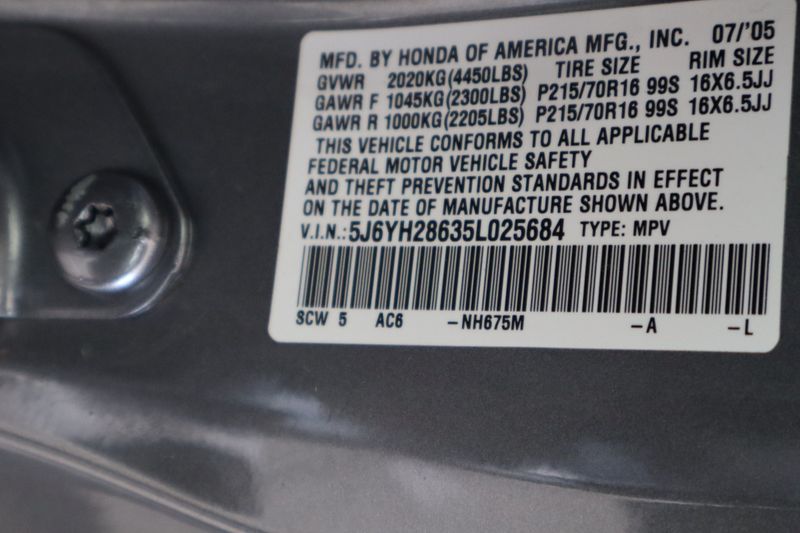 MFD. BY HONDA OF AMERICA MFG., INC. 07/'05
GVWR 2020KG(4450LBS) TIRE SIZE RIM SIZE
GAWR F 1045KG(2300LBS) P215/70R16 99S 16X6.5JJ
GAWR R 1000KG(2205LBS) P215/70R16 99S 16X6.5JJ
THIS VEHICLE CONFORMS TO ALL APPLICABLE
FEDERAL MOTOR VEHICLE SAFETY
AND THEFT PREVENTION STANDARDS IN EFFECT
ON THE DATE OF MANUFACTURE SHOWN ABOVE.
V.I.N.: 5J6YH28635L025684 TYPE: MPV
SCW 5 AC6 -NH675M -A -L